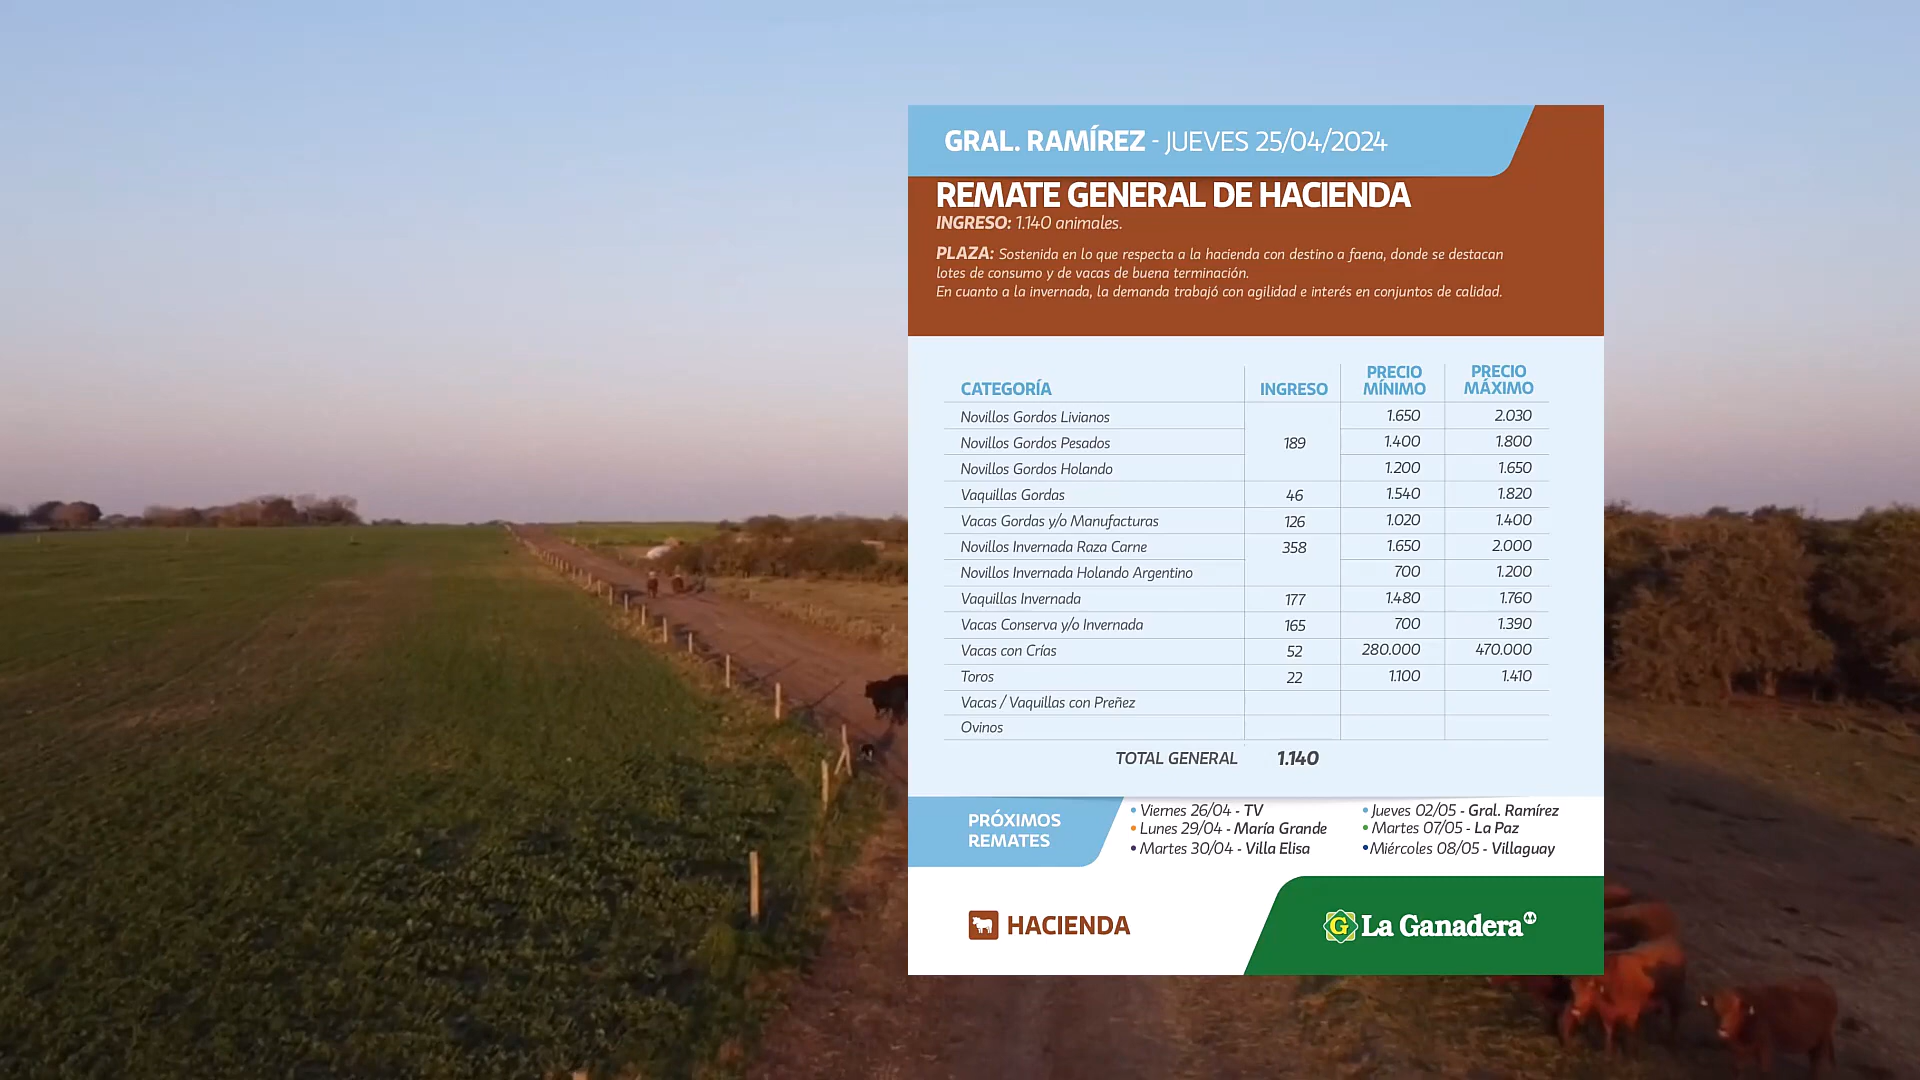 GRAL. RAMÍREZ - JUEVES 25/04/2024
REMATE GENERAL DE HACIENDA
INGRESO: 1.140 animales.
PLAZA: Sostenida en lo que respecta a la hacienda con destino a faena, donde se destacan
lotes de consumo y de vacas de buena terminación.
En cuanto a la invernada, la demanda trabajó con agilidad e interés en conjuntos de calidad.
CATEGORÍA INGRESO PRECIO MÍNIMO PRECIO MÁXIMO
Novillos Gordos Livianos 1.650 2.030
Novillos Gordos Pesados 189 1.400 1.800
Novillos Gordos Holando 1.200 1.650
Vaquillas Gordas 46 1.540 1.820
Vacas Gordas y/o Manufacturas 126 1.020 1.400
Novillos Invernada Raza Carne 358 1.650 2.000
Novillos Invernada Holando Argentino 700 1.200
Vaquillas Invernada 177 1.480 1.760
Vacas Conserva y/o Invernada 165 700 1.390
Vacas con Crías 52 280.000 470.000
Toros 22 1.100 1.410
Vacas / Vaquillas con Preñez
Ovinos
TOTAL GENERAL 1.140
PRÓXIMOS
REMATES
• Viernes 26/04 - TV
• Lunes 29/04 - María Grande
• Martes 30/04 - Villa Elisa
• Jueves 02/05 - Gral. Ramírez
• Martes 07/05 - La Paz
• Miércoles 08/05 - Villaguay
HACIENDA
G La Ganadera